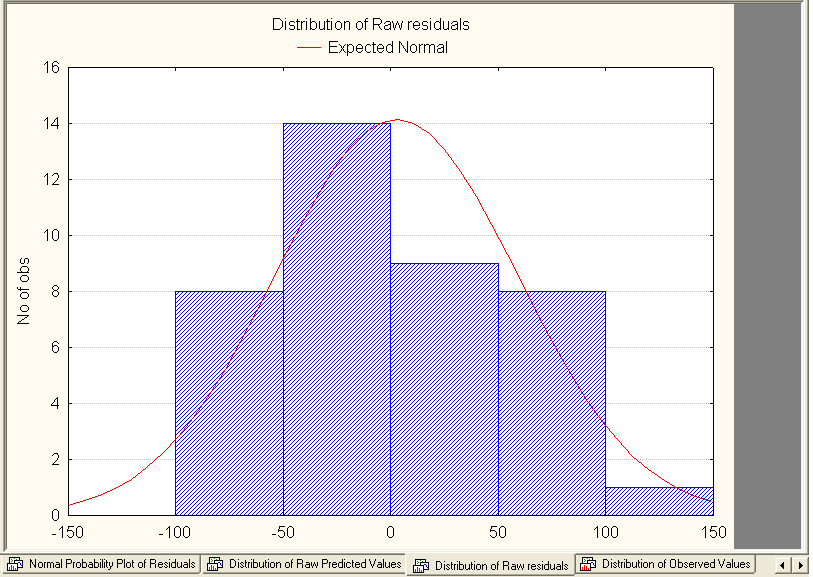 Distribution of Raw residuals
Expected Normal
16
14
12
10
8
6
4
2
0
No of obs
-150 -100 -50 0 50 100 150
Normal Probability Plot of Residuals Distribution of Raw Predicted Values Distribution of Raw residuals Distribution of Observed Values